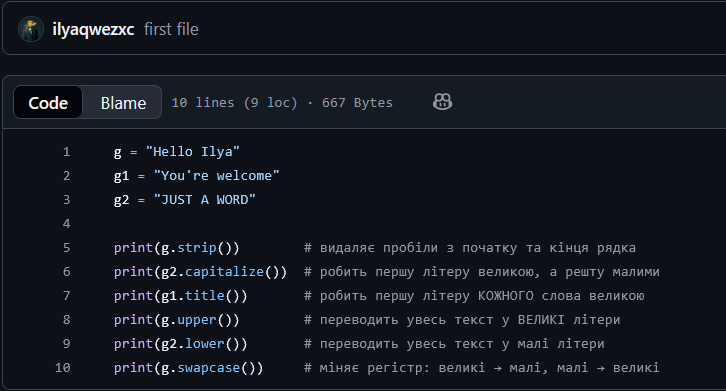 ilyaqwezxc first file
Code Blame 10 lines (9 loc) · 667 Bytes
1 g = "Hello Ilya"
2 g1 = "You're welcome"
3 g2 = "JUST A WORD"
4
5 print(g.strip()) # видаляє пробіли з початку та кінця рядка
6 print(g2.capitalize()) # робить першу літеру великою, а решту малими
7 print(g1.title()) # робить першу літеру КОЖНОГО слова великою
8 print(g.upper()) # переводить увесь текст у ВЕЛИКІ літери
9 print(g2.lower()) # переводить увесь текст у малі літери
10 print(g.swapcase()) # міняє регістр: великі → малі, малі → великі